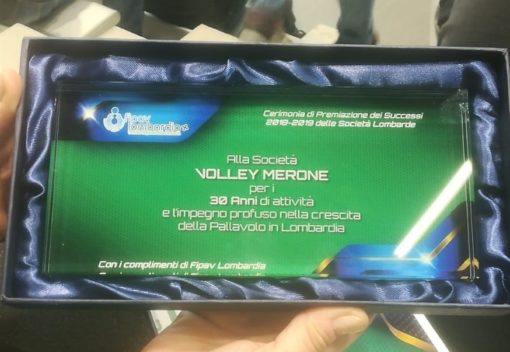 fipav
lombardia
Cerimonia di Premiazione dei Successi
2018-2019 delle Società Lombarde
Alla Società
VOLLEY MERONE
per i
30 Anni di attività
e l'impegno profuso nella crescita
della Pallavolo in Lombardia
Con i complimenti di Fipav Lombardia